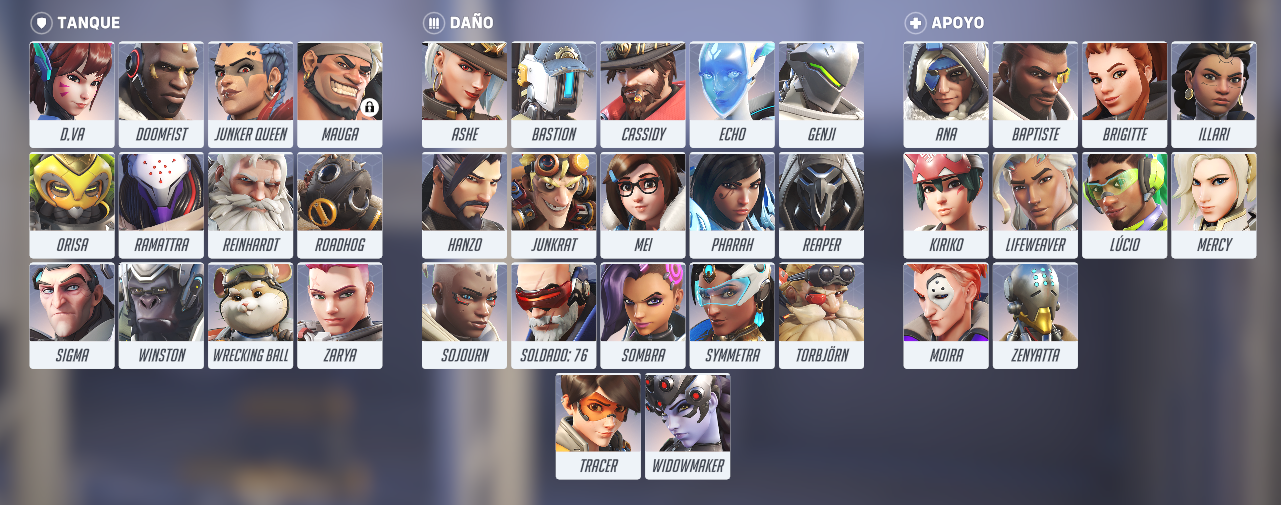 TANQUE
D.VA
DOOMFIST
JUNKER QUEEN
MAUGA
ORISA
RAMATTRA
REINHARDT
ROADHOG
SIGMA
WINSTON
WRECKING BALL
ZARYA
DAÑO
ASHE
BASTION
CASSIDY
ECHO
GENJI
HANZO
JUNKRAT
MEI
PHARAH
REAPER
SOJOURN
SOLDADO: 76
SOMBRA
SYMMETRA
TORBJÖRN
TRACER
WIDOWMAKER
APOYO
ANA
BAPTISTE
BRIGITTE
ILLARI
KIRIKO
LIFEWEAVER
LÚCIO
MERCY
MOIRA
ZENYATTA